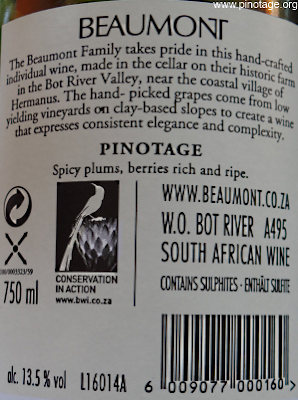 www.pinotage.org
BEAUMONT
The Beaumont Family takes pride in this hand-crafted
individual wine, made in the cellar on their historic farm
in the Bot River Valley, near the coastal village of
Hermanus. The hand- picked grapes come from low
yielding vineyards on clay-based slopes to create a wine
that expresses consistent elegance and complexity.
PINOTAGE
Spicy plums, berries rich and ripe.
750 ml
CONSERVATION
IN ACTION
www.bwi.co.za
WWW.BEAUMONT.CO.ZA
W.O. BOT RIVER A495
SOUTH AFRICAN WINE
CONTAINS SULPHITES - ENTHÄLT SULFITE
alc. 13.5 % vol L16014A
6 009077 000160 >